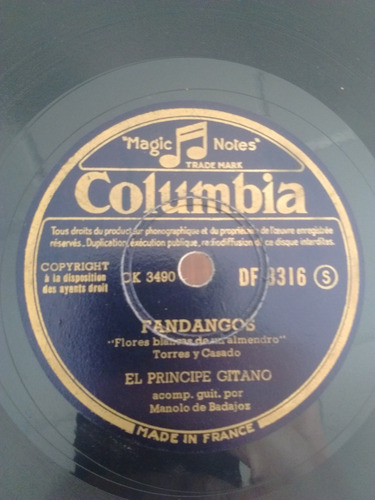 "Magic Notes"
TRADE MARK
Columbia
Tous droits du producteur phonographique et du propriétaire de l'œuvre enregistrée
réservés. Duplication, exécution publique, radiodiffusion de ce disque interdites.
COPYRIGHT
à la disposition
des ayants droit
CK 3490
DF 3316 S
FANDANGOS
"Flores blancas de un almendro"
Torres y Casado
EL PRINCIPE GITANO
acomp. guit. por
Manolo de Badajoz
MADE IN FRANCE